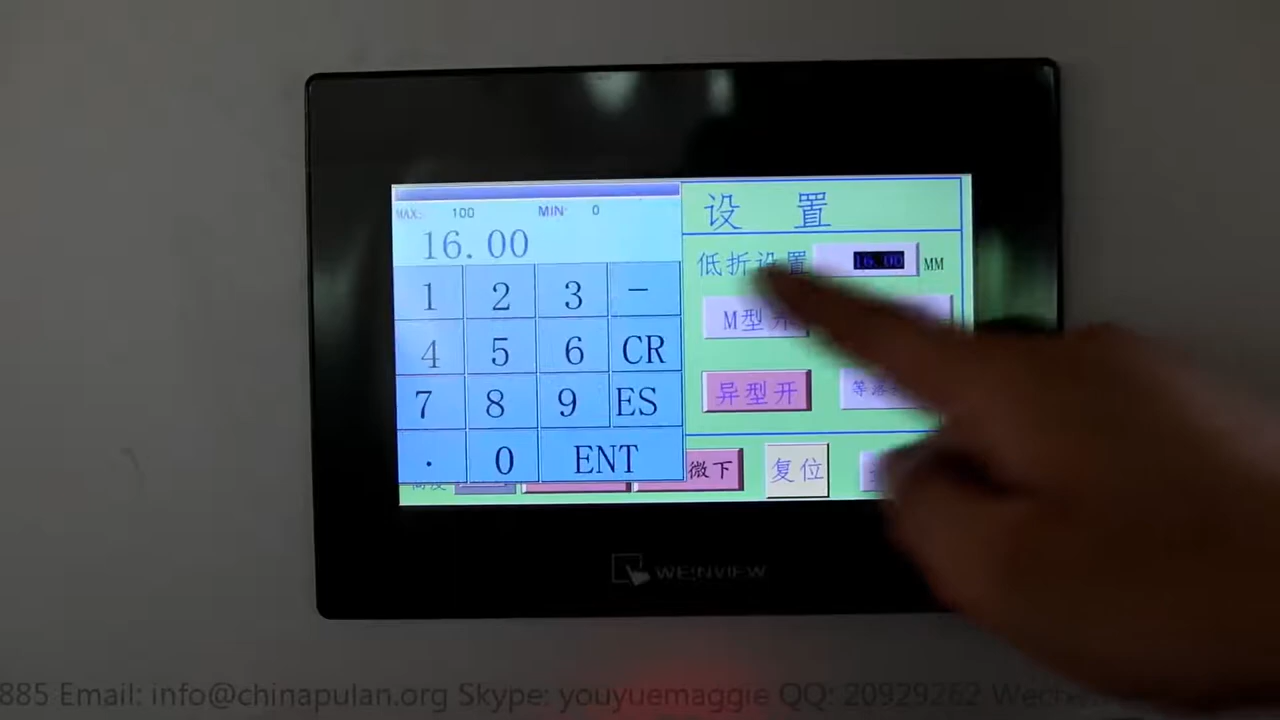 MAX: 100 MIN: 0
16.00
1 2 3 -
4 5 6 CR
7 8 9 ES
. 0 ENT
设 置
低折设置 16.00 MM
M型开
异型开
微下 复位
WEINVIEW
885 Email: info@chinapulan.org Skype: youyuemaggie QQ: 20929262